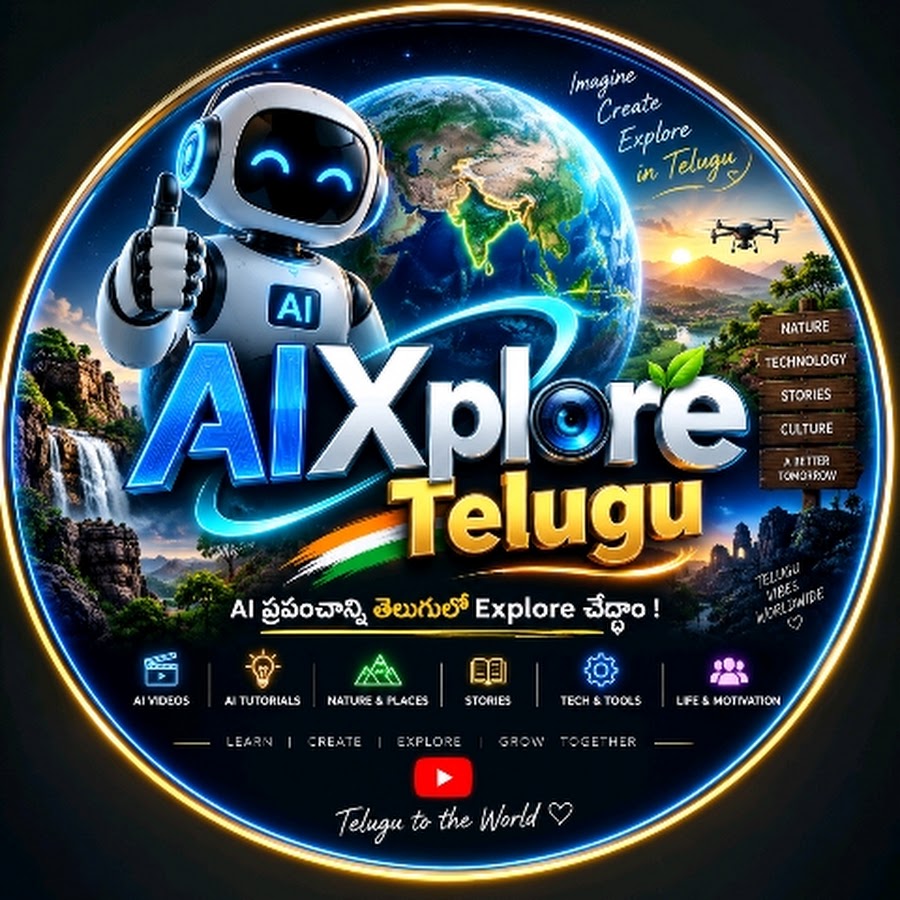 Imagine
Create
Explore
in Telugu
AI
NATURE
TECHNOLOGY
STORIES
CULTURE
A BETTER
TOMORROW
AIXplore
Telugu
TELUGU
VIBES
WORLDWIDE
AI ప్రపంచాన్ని తెలుగులో Explore చేద్దాం !
AI VIDEOS | AI TUTORIALS | NATURE & PLACES | STORIES | TECH & TOOLS | LIFE & MOTIVATION
LEARN | CREATE | EXPLORE | GROW TOGETHER
Telugu to the World ♡